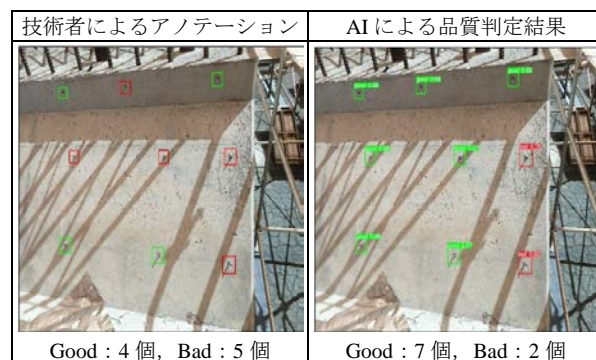 技術者によるアノテーション
AI による品質判定結果
Good：4 個，Bad：5 個
Good：7 個，Bad：2 個